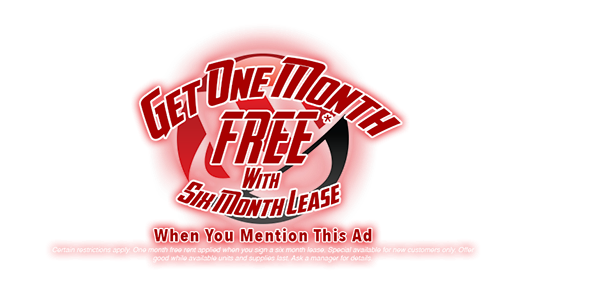 Get One Month
FREE*
With
Six Month Lease
When You Mention This Ad
Certain restrictions apply. One month free rent applied when you sign a six month lease. Special available for new customers only. Offer
good while available units and supplies last. Ask a manager for details.